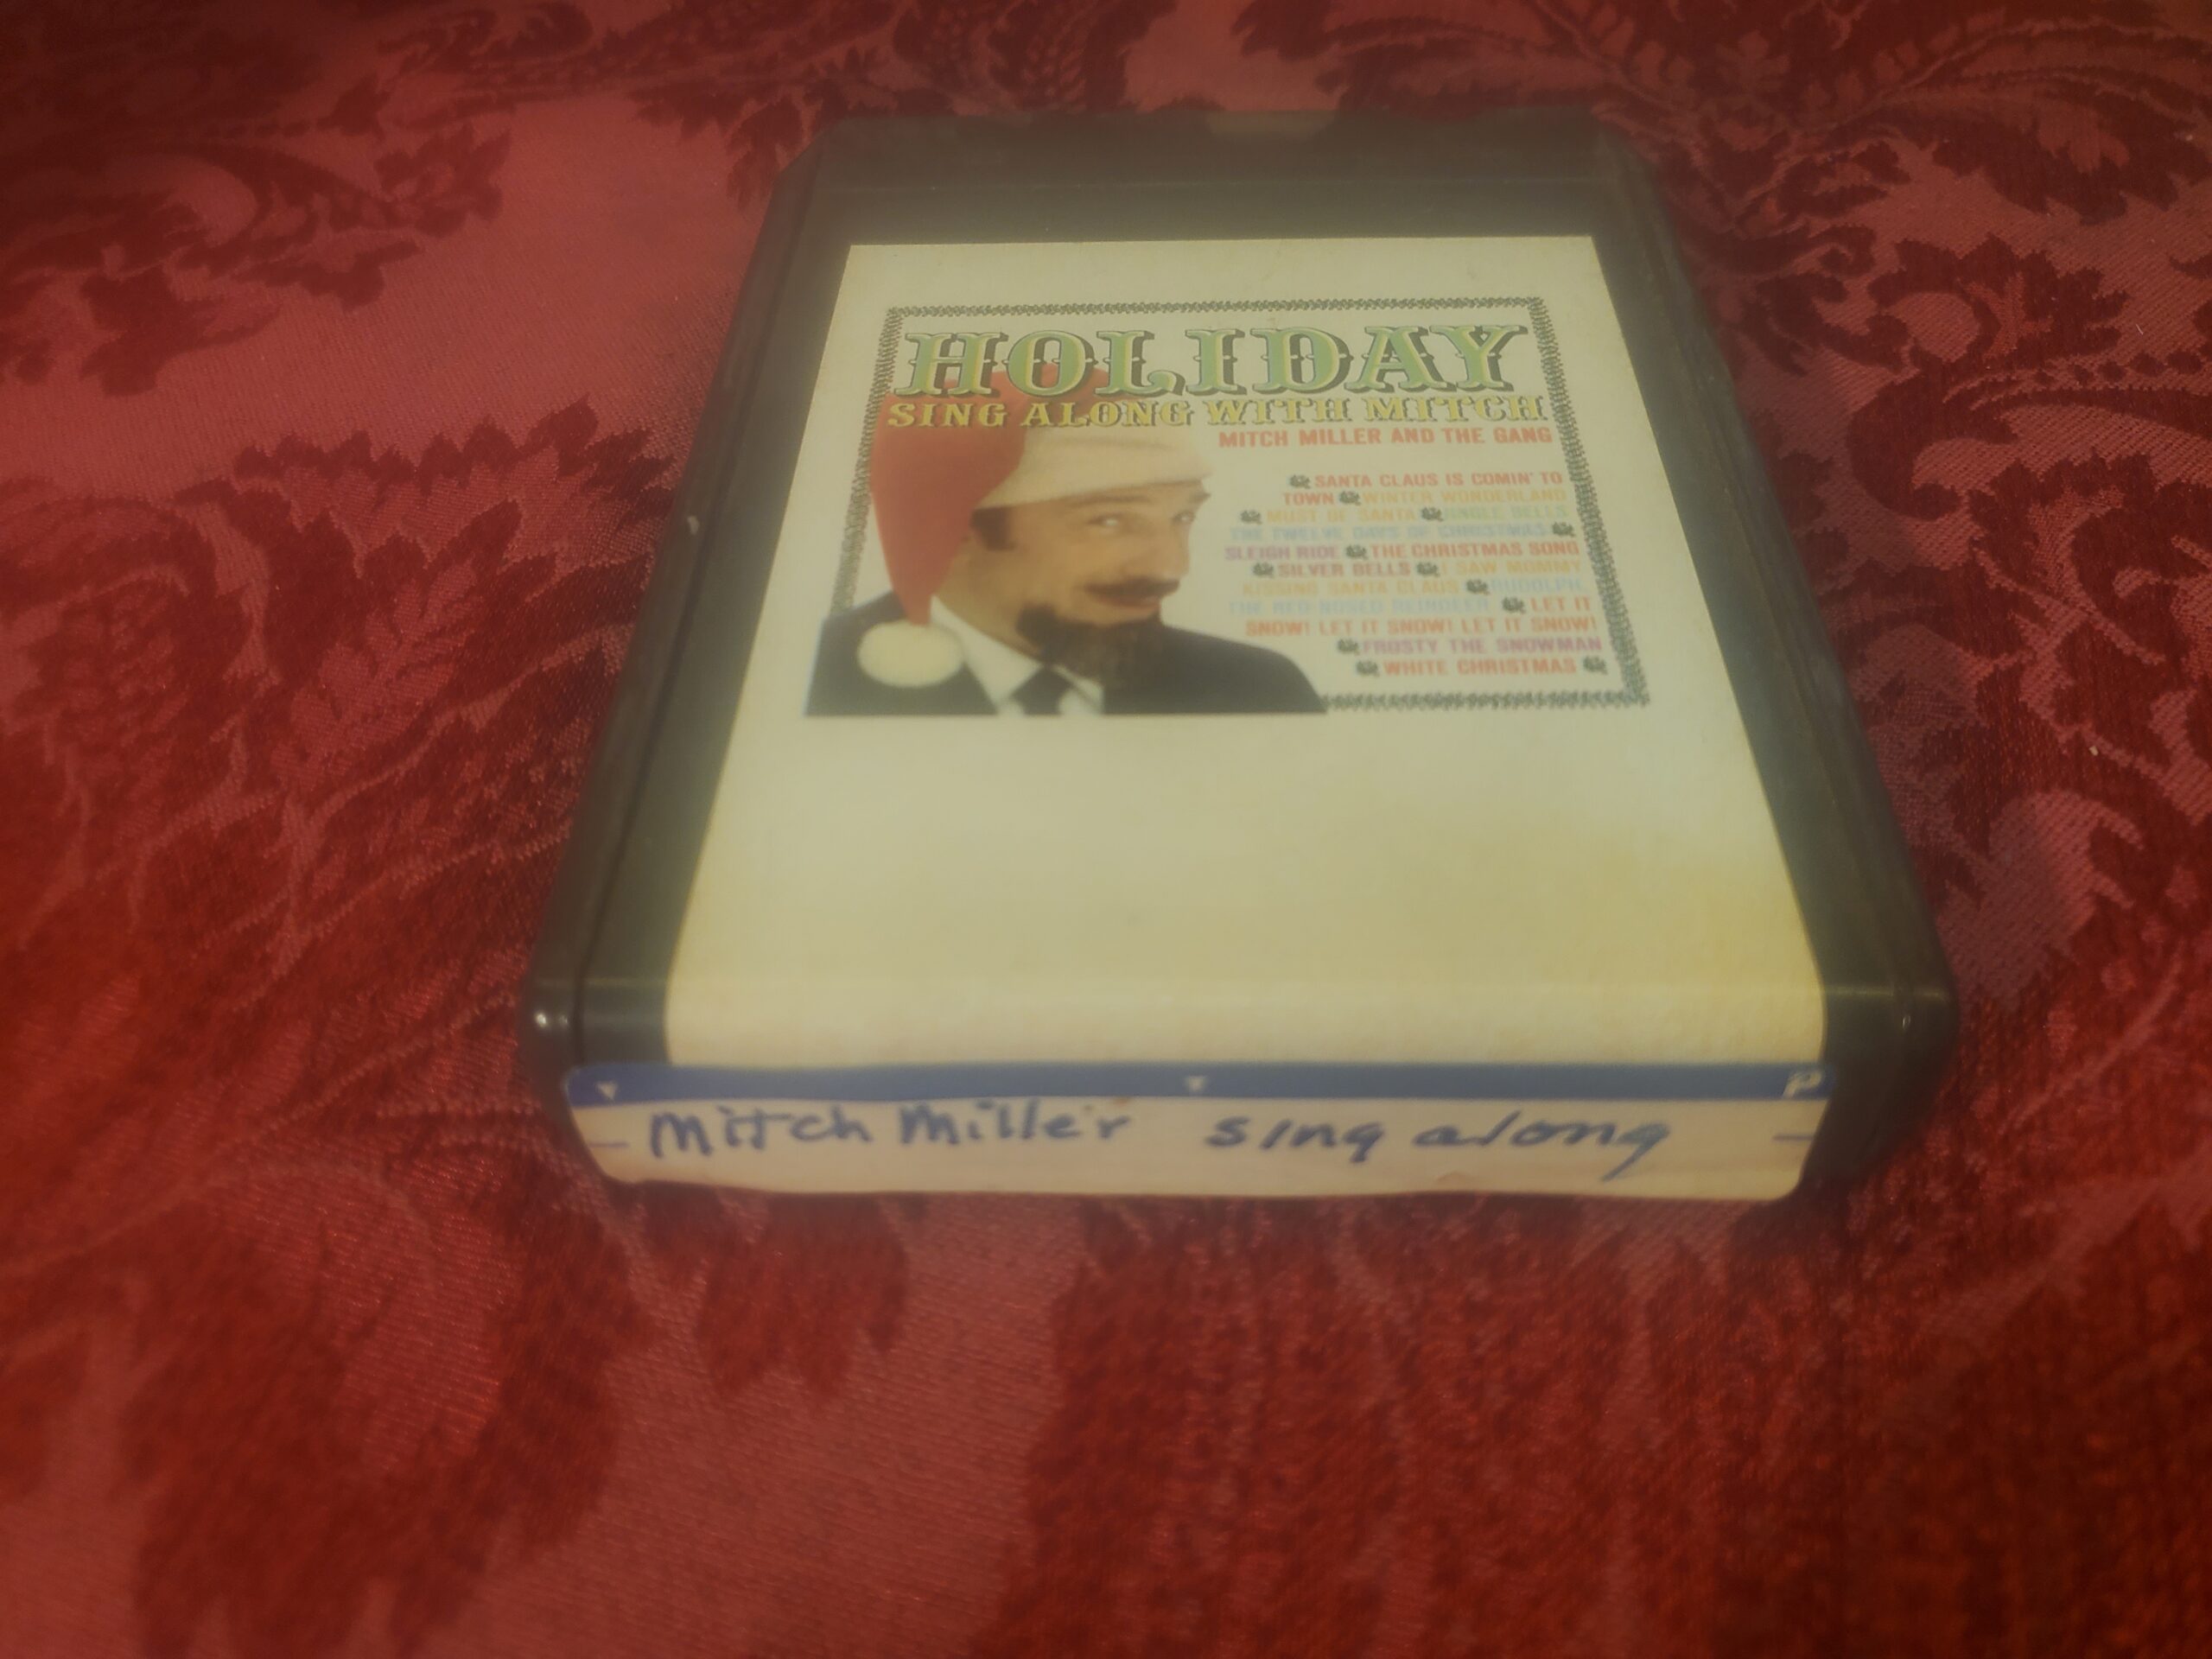 HOLIDAY
SING ALONG WITH MITCH
MITCH MILLER AND THE GANG
SANTA CLAUS IS COMIN' TO
TOWN WINTER WONDERLAND
MUST BE SANTA JINGLE BELLS
THE TWELVE DAYS OF CHRISTMAS
SLEIGH RIDE THE CHRISTMAS SONG
SILVER BELLS I SAW MOMMY
KISSING SANTA CLAUS RUDOLPH,
THE RED-NOSED REINDEER LET IT
SNOW! LET IT SNOW! LET IT SNOW!
FROSTY THE SNOWMAN
WHITE CHRISTMAS
P
- Mitch Miller sing along -